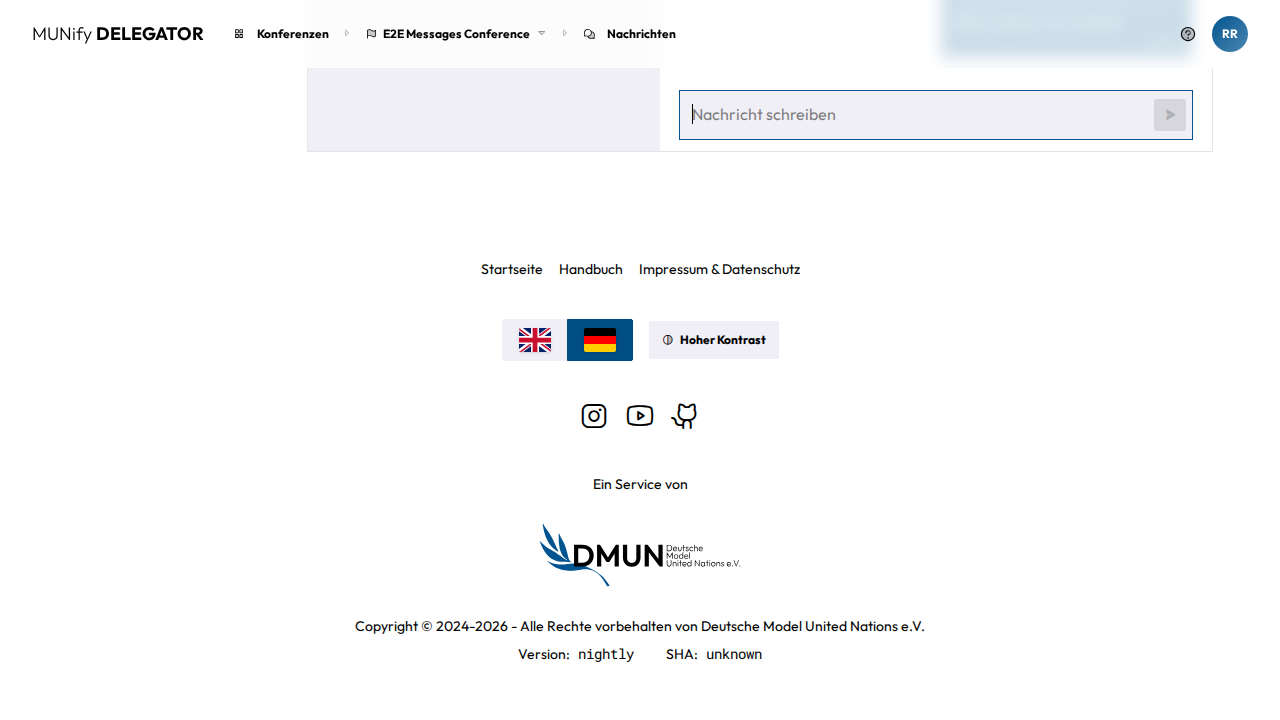 MUNify DELEGATOR
Konferenzen
E2E Messages Conference
Nachrichten
RR
Nachricht schreiben
Startseite
Handbuch
Impressum & Datenschutz
Hoher Kontrast
Ein Service von
DMUN
Deutsche
Model
United Nations e.V.
Copyright © 2024-2026 - Alle Rechte vorbehalten von Deutsche Model United Nations e.V.
Version: nightly
SHA: unknown